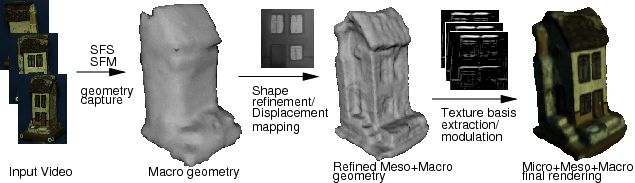 SFS
SFM
geometry
capture
Shape
refinement/
Displacement
mapping
Texture basis
extraction/
modulation
Input Video
Macro geometry
Refined Meso+Macro
geometry
Micro+Meso+Macro
final rendering